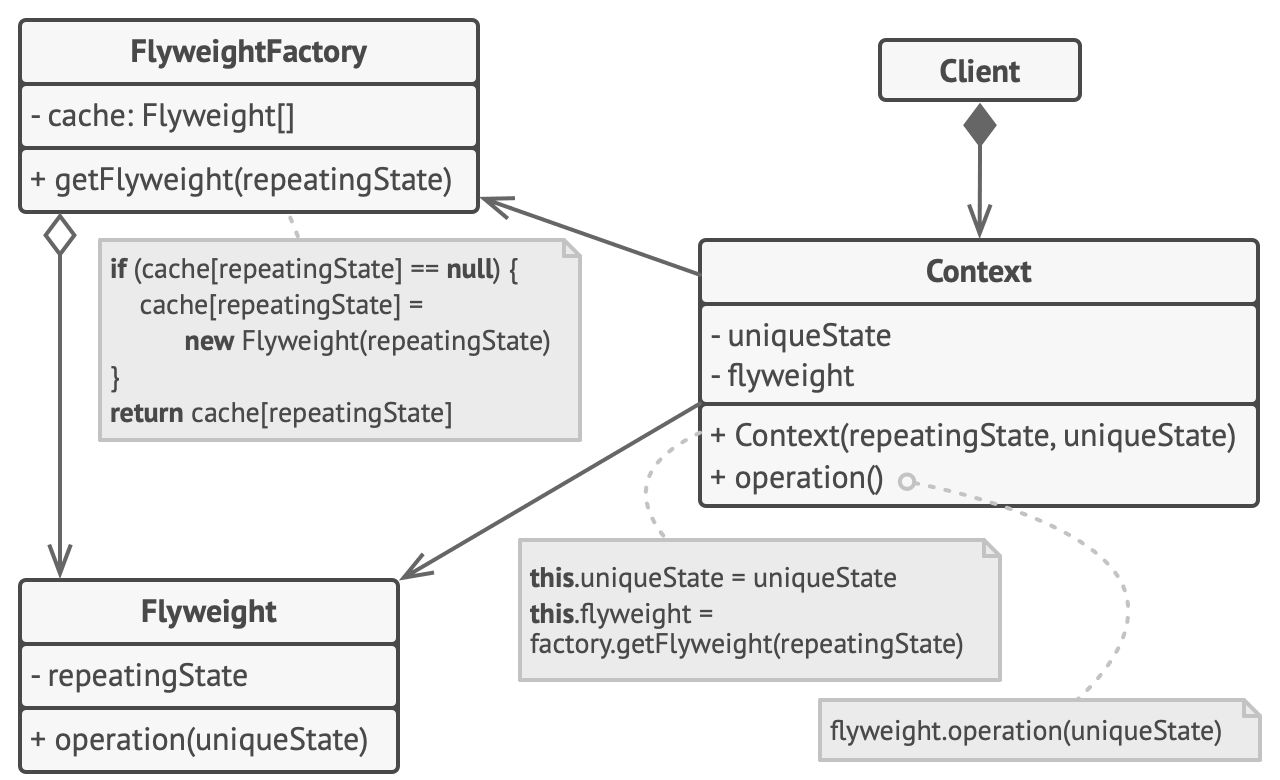 FlyweightFactory
- cache: Flyweight[]
+ getFlyweight(repeatingState)
if (cache[repeatingState] == null) {
cache[repeatingState] =
new Flyweight(repeatingState)
}
return cache[repeatingState]
Client
Context
- uniqueState
- flyweight
+ Context(repeatingState, uniqueState)
+ operation()
this.uniqueState = uniqueState
this.flyweight =
factory.getFlyweight(repeatingState)
flyweight.operation(uniqueState)
Flyweight
- repeatingState
+ operation(uniqueState)